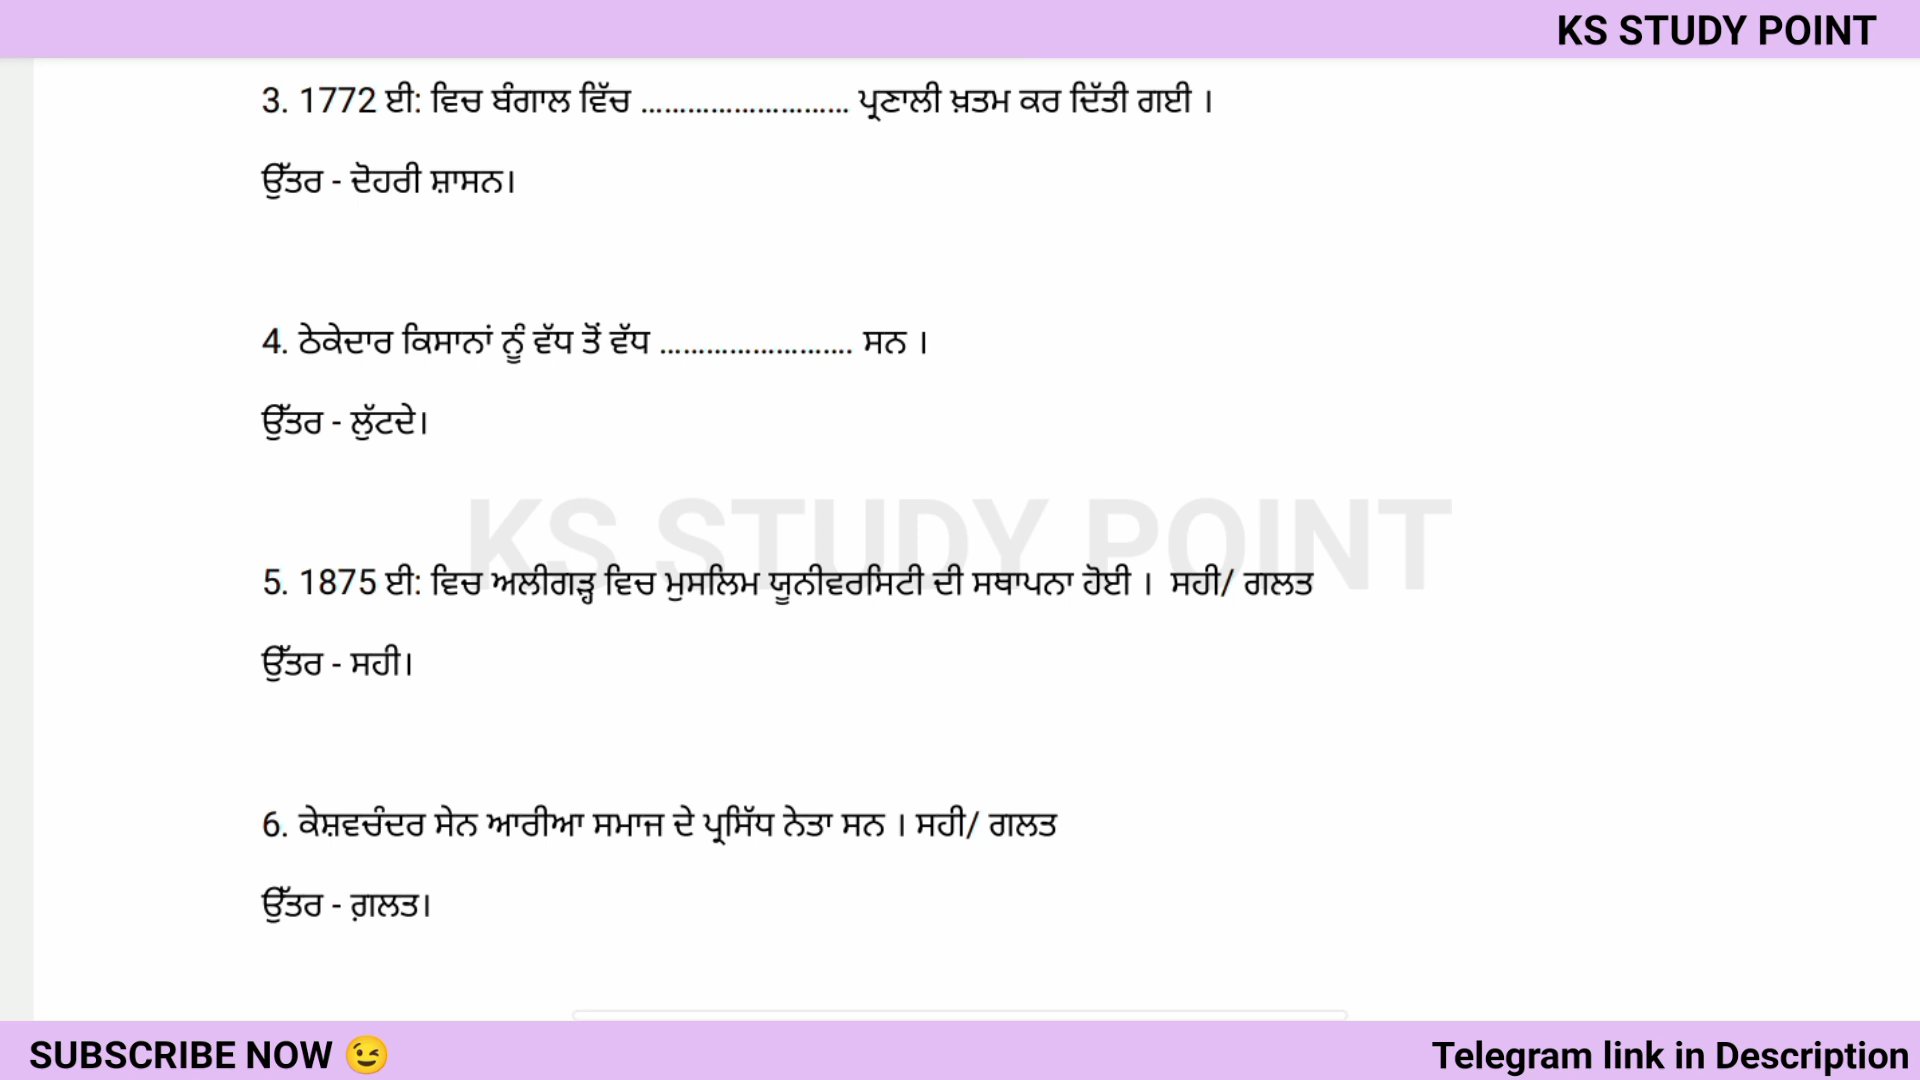 KS STUDY POINT
3. 1772 ਈ: ਵਿਚ ਬੰਗਾਲ ਵਿੱਚ ........................... ਪ੍ਰਣਾਲੀ ਖ਼ਤਮ ਕਰ ਦਿੱਤੀ ਗਈ ।
ਉੱਤਰ - ਦੋਹਰੀ ਸ਼ਾਸਨ।
4. ਠੇਕੇਦਾਰ ਕਿਸਾਨਾਂ ਨੂੰ ਵੱਧ ਤੋਂ ਵੱਧ ......................... ਸਨ ।
ਉੱਤਰ - ਲੁੱਟਦੇ।
KS STUDY POINT
5. 1875 ਈ: ਵਿਚ ਅਲੀਗੜ੍ਹ ਵਿਚ ਮੁਸਲਿਮ ਯੂਨੀਵਰਸਿਟੀ ਦੀ ਸਥਾਪਨਾ ਹੋਈ । ਸਹੀ/ ਗਲਤ
ਉੱਤਰ - ਸਹੀ।
6. ਕੇਸ਼ਵਚੰਦਰ ਸੇਨ ਆਰੀਆ ਸਮਾਜ ਦੇ ਪ੍ਰਸਿੱਧ ਨੇਤਾ ਸਨ । ਸਹੀ/ ਗਲਤ
ਉੱਤਰ - ਗ਼ਲਤ।
SUBSCRIBE NOW 😉
Telegram link in Description